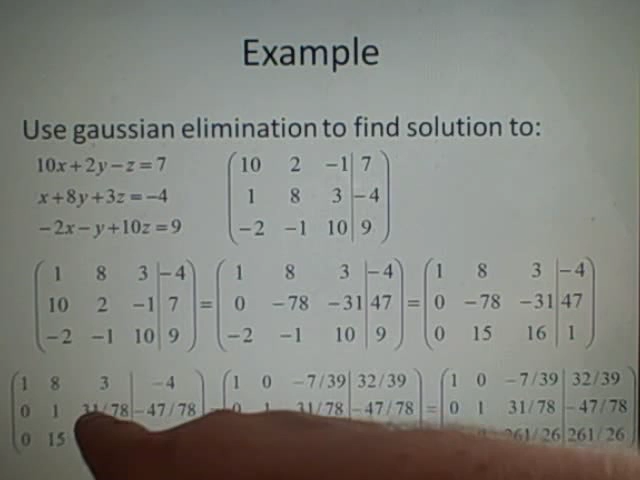 Example
Use gaussian elimination to find solution to:
10x+2y−z=7
x+8y+3z=−4
−2x−y+10z=9
10 2 −1 7
1 8 3 −4
−2 −1 10 9
1 8 3 −4
10 2 −1 7
−2 −1 10 9
=
1 8 3 −4
0 −78 −31 47
−2 −1 10 9
=
1 8 3 −4
0 −78 −31 47
0 15 16 1
1 8 3 −4
0 1 31/78 −47/78
0 15
1 0 −7/39 32/39
0 1 31/78 −47/78
=
1 0 −7/39 32/39
0 1 31/78 −47/78
261/26 261/26